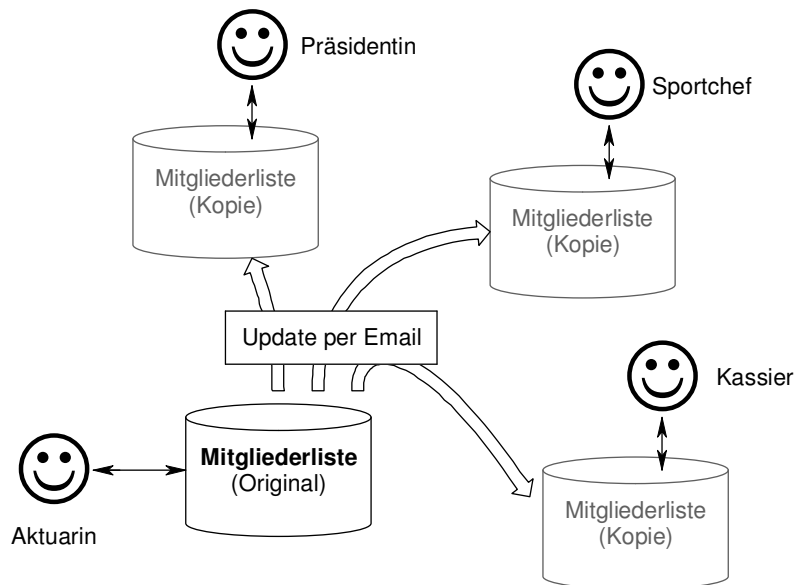 Präsidentin
Sportchef
Mitgliederliste
(Kopie)
Mitgliederliste
(Kopie)
Update per Email
Kassier
Mitgliederliste
(Original)
Mitgliederliste
(Kopie)
Aktuarin